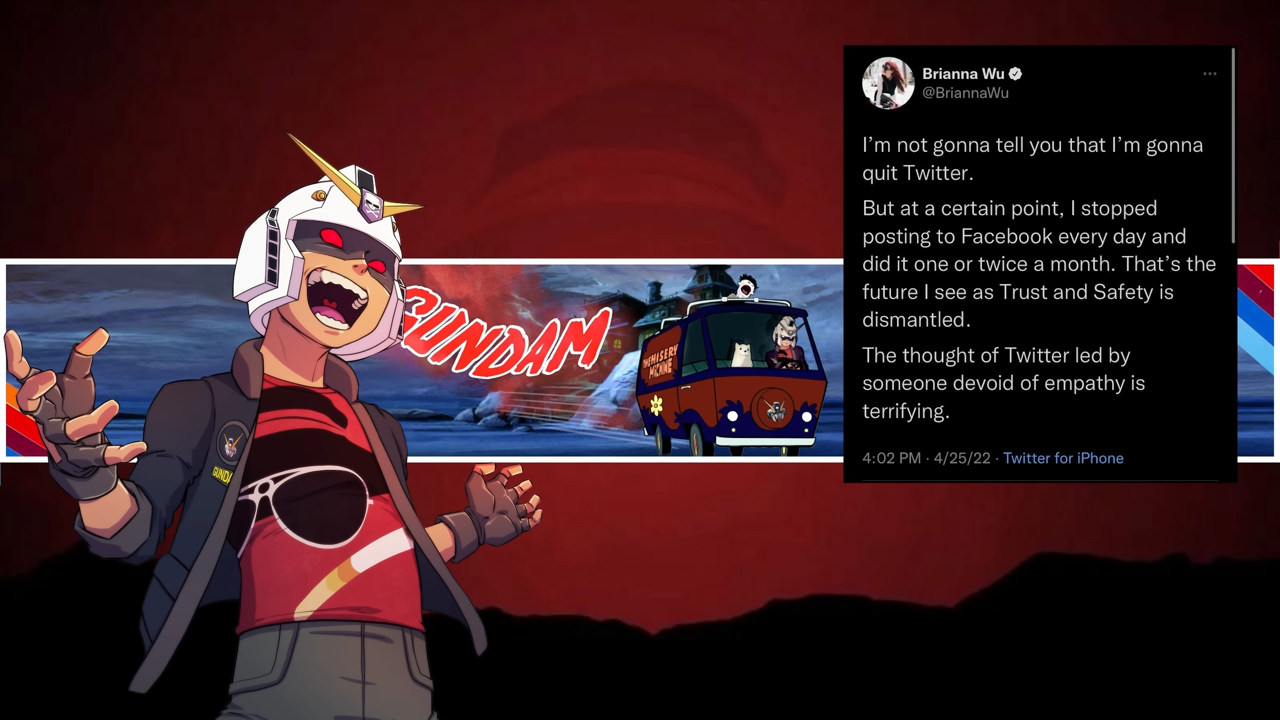 GUNDAM
THE MISERY
MACHINE
GUND
Brianna Wu
@BriannaWu
I'm not gonna tell you that I'm gonna
quit Twitter.
But at a certain point, I stopped
posting to Facebook every day and
did it one or twice a month. That's the
future I see as Trust and Safety is
dismantled.
The thought of Twitter led by
someone devoid of empathy is
terrifying.
4:02 PM · 4/25/22 · Twitter for iPhone